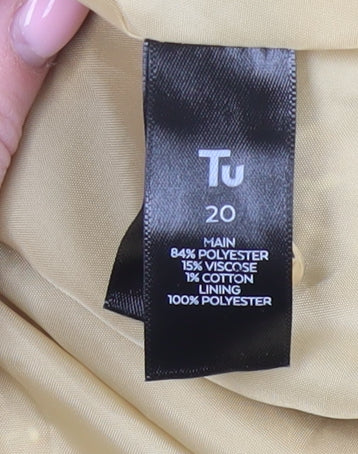 Tu
20
MAIN
84% POLYESTER
15% VISCOSE
1% COTTON
LINING
100% POLYESTER